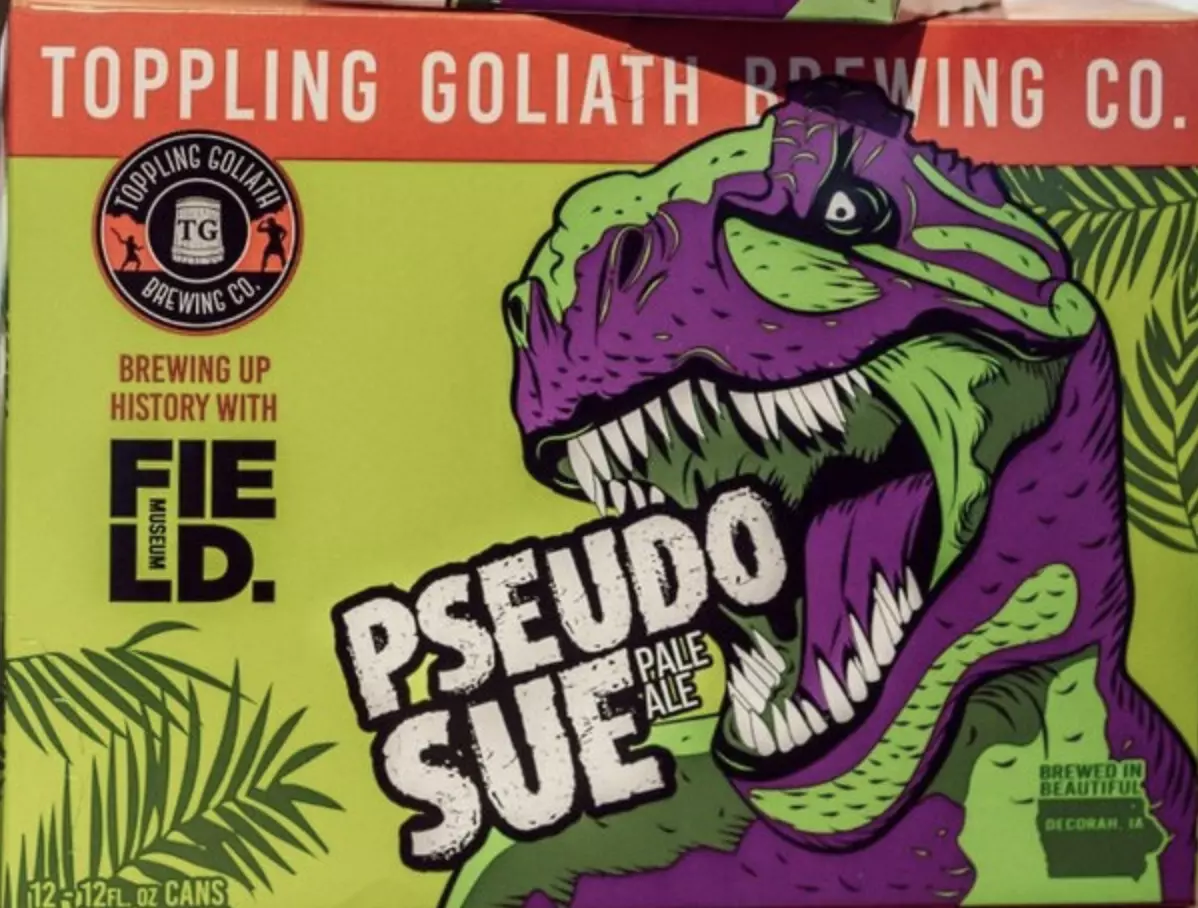 TOPPLING GOLIATH BREWING CO.
TOPPLING GOLIATH
TG
BREWING CO.
BREWING UP
HISTORY WITH
FIE
MUSEUM
LD.
PSEUDO
SUE
PALE
ALE
BREWED IN
BEAUTIFUL
DECORAH, IA
12 - 12FL. OZ CANS